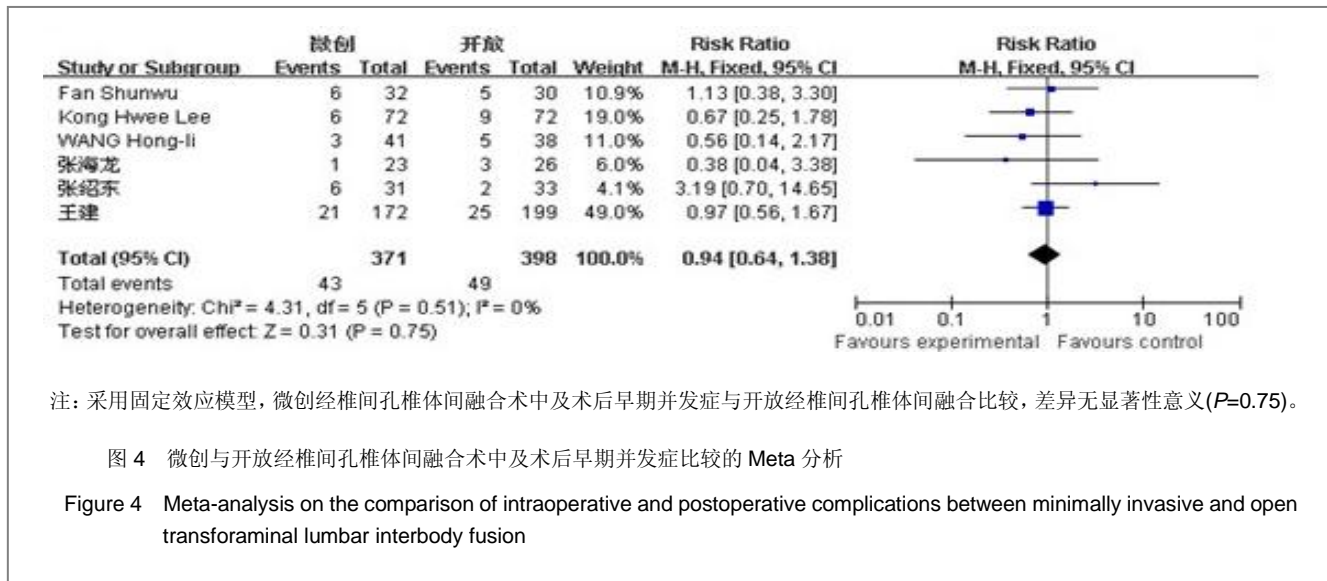 微创 开放 Risk Ratio Risk Ratio
Study or Subgroup Events Total Events Total Weight M-H, Fixed, 95% CI M-H, Fixed, 95% CI
Fan Shunwu 6 32 5 30 10.9% 1.13 [0.38, 3.30]
Kong Hwee Lee 6 72 9 72 19.0% 0.67 [0.25, 1.78]
WANG Hong-li 3 41 5 38 11.0% 0.56 [0.14, 2.17]
张海龙 1 23 3 26 6.0% 0.38 [0.04, 3.38]
张绍东 6 31 2 33 4.1% 3.19 [0.70, 14.65]
王建 21 172 25 199 49.0% 0.97 [0.56, 1.67]
Total (95% CI) 371 398 100.0% 0.94 [0.64, 1.38]
Total events 43 49
Heterogeneity: Chi² = 4.31, df = 5 (P = 0.51); I² = 0%
Test for overall effect: Z = 0.31 (P = 0.75)
0.01 0.1 1 10 100
Favours experimental Favours control
注：采用固定效应模型，微创经椎间孔椎体间融合术中及术后早期并发症与开放经椎间孔椎体间融合比较，差异无显著性意义(P=0.75)。
图 4 微创与开放经椎间孔椎体间融合术中及术后早期并发症比较的 Meta 分析
Figure 4 Meta-analysis on the comparison of intraoperative and postoperative complications between minimally invasive and open
transforaminal lumbar interbody fusion